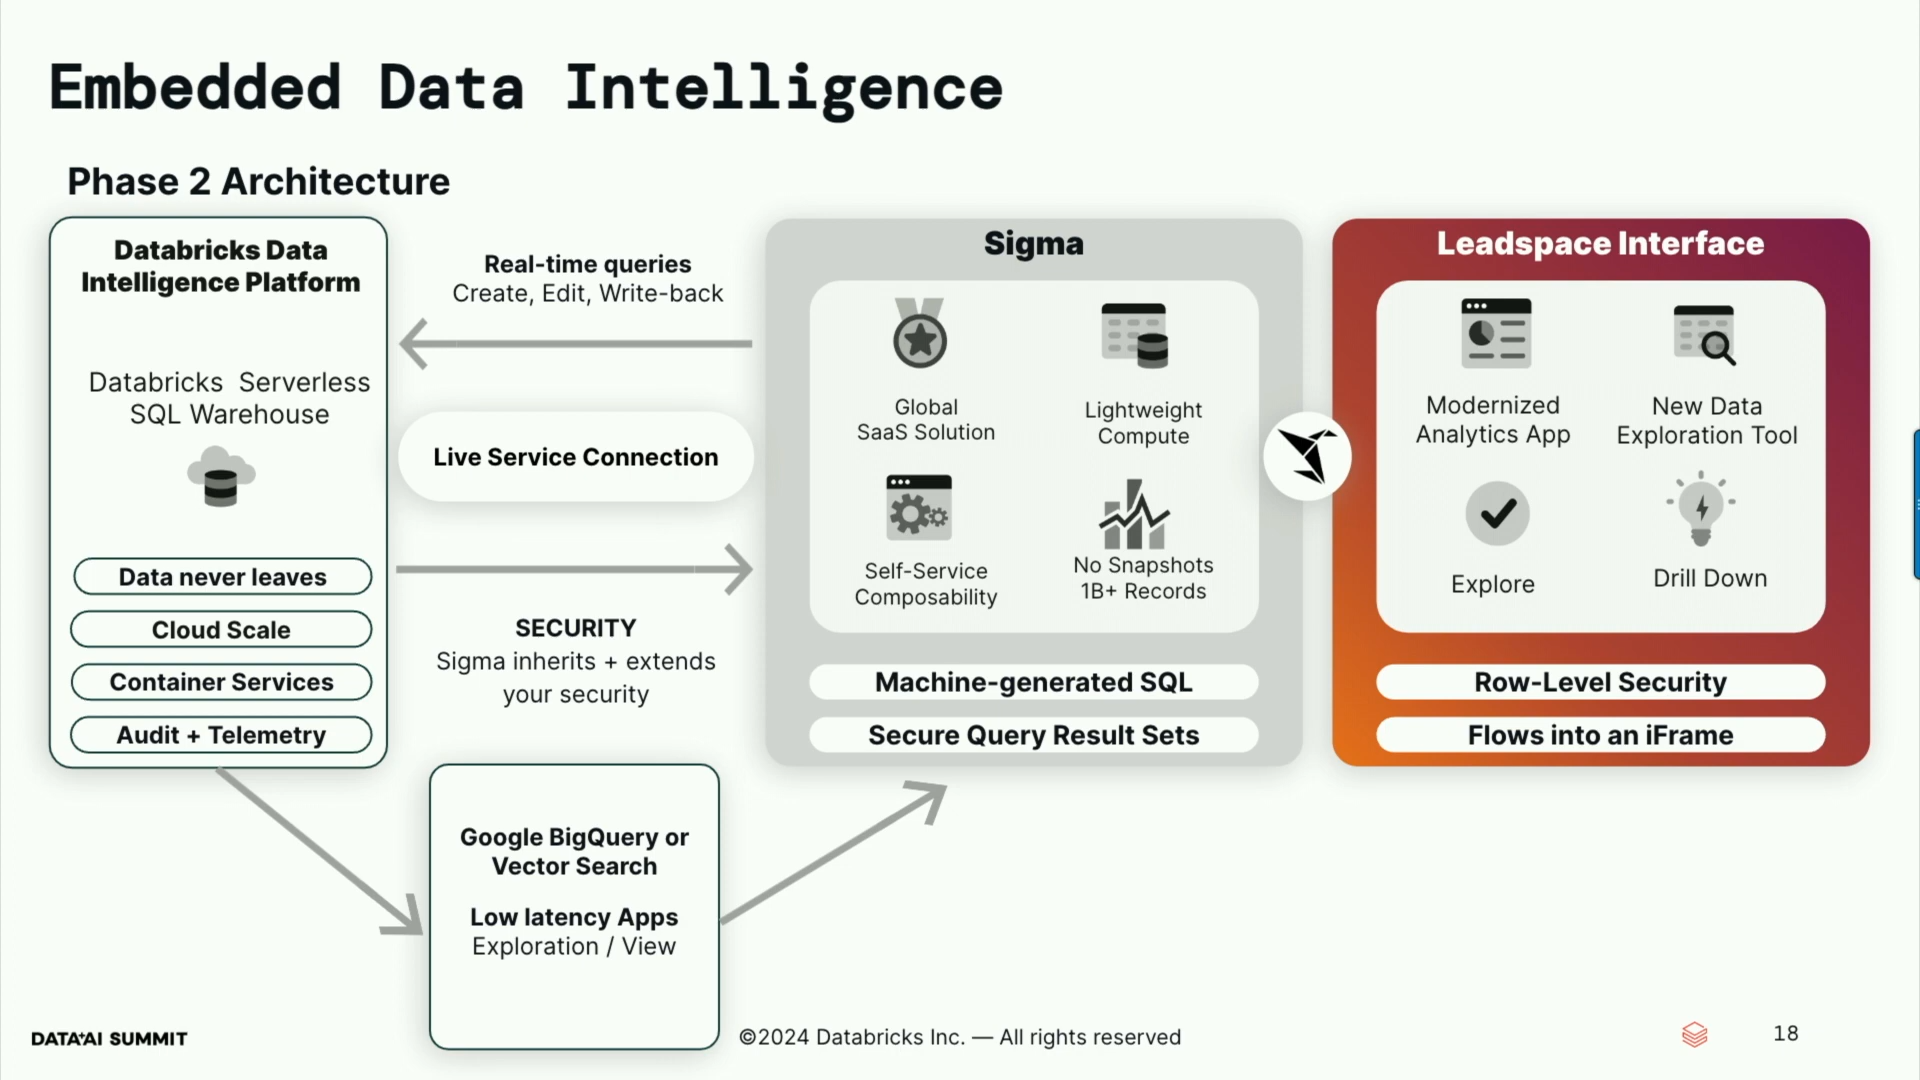 Embedded Data Intelligence
Phase 2 Architecture
Databricks Data
Intelligence Platform
Databricks Serverless
SQL Warehouse
Data never leaves
Cloud Scale
Container Services
Audit + Telemetry
Real-time queries
Create, Edit, Write-back
Live Service Connection
SECURITY
Sigma inherits + extends
your security
Google BigQuery or
Vector Search
Low latency Apps
Exploration / View
Sigma
Global
SaaS Solution
Lightweight
Compute
Self-Service
Composability
No Snapshots
1B+ Records
Machine-generated SQL
Secure Query Result Sets
Leadspace Interface
Modernized
Analytics App
New Data
Exploration Tool
Explore
Drill Down
Row-Level Security
Flows into an iFrame
DATA+AI SUMMIT
©2024 Databricks Inc. — All rights reserved
18